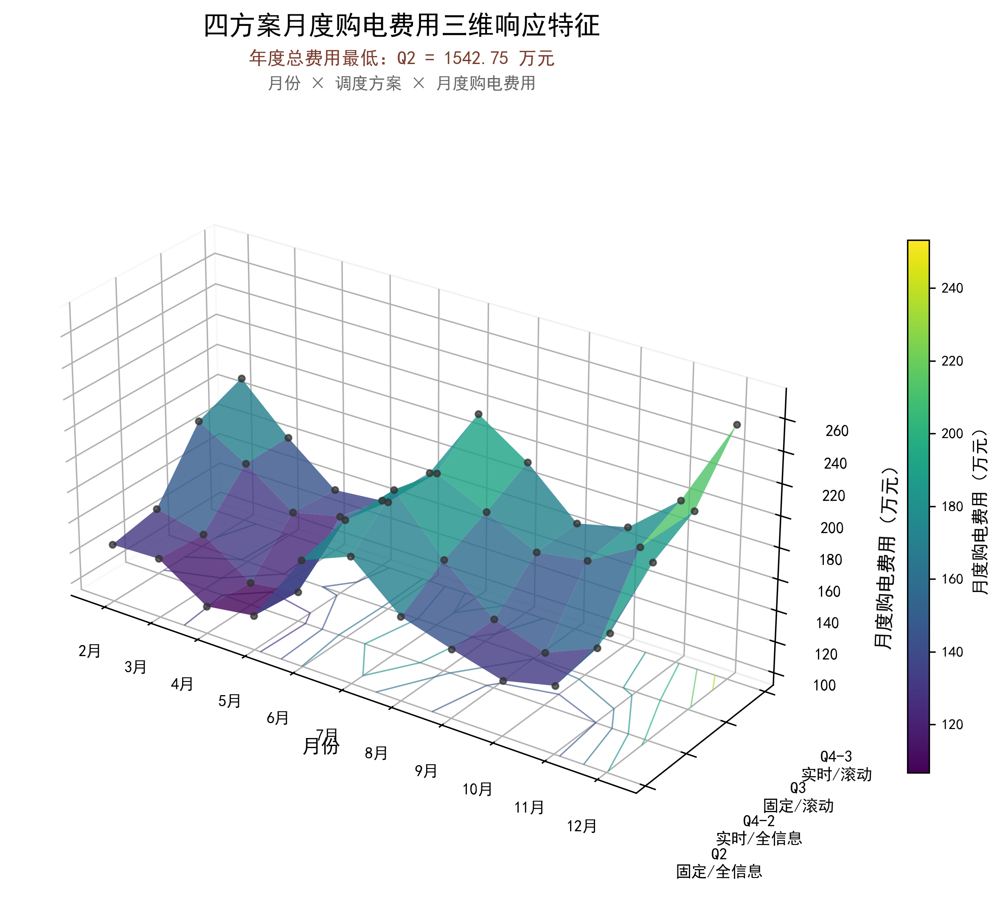 四方案月度购电费用三维响应特征
年度总费用最低：Q2 = 1542.75 万元
月份 × 调度方案 × 月度购电费用
260
240
220
200
180
160
140
120
100
月度购电费用（万元）
240
220
200
180
160
140
120
月度购电费用（万元）
2月
3月
4月
5月
6月
7月
8月
9月
10月
11月
12月
月份
Q4-3
实时/滚动
Q3
固定/滚动
Q4-2
实时/全信息
Q2
固定/全信息